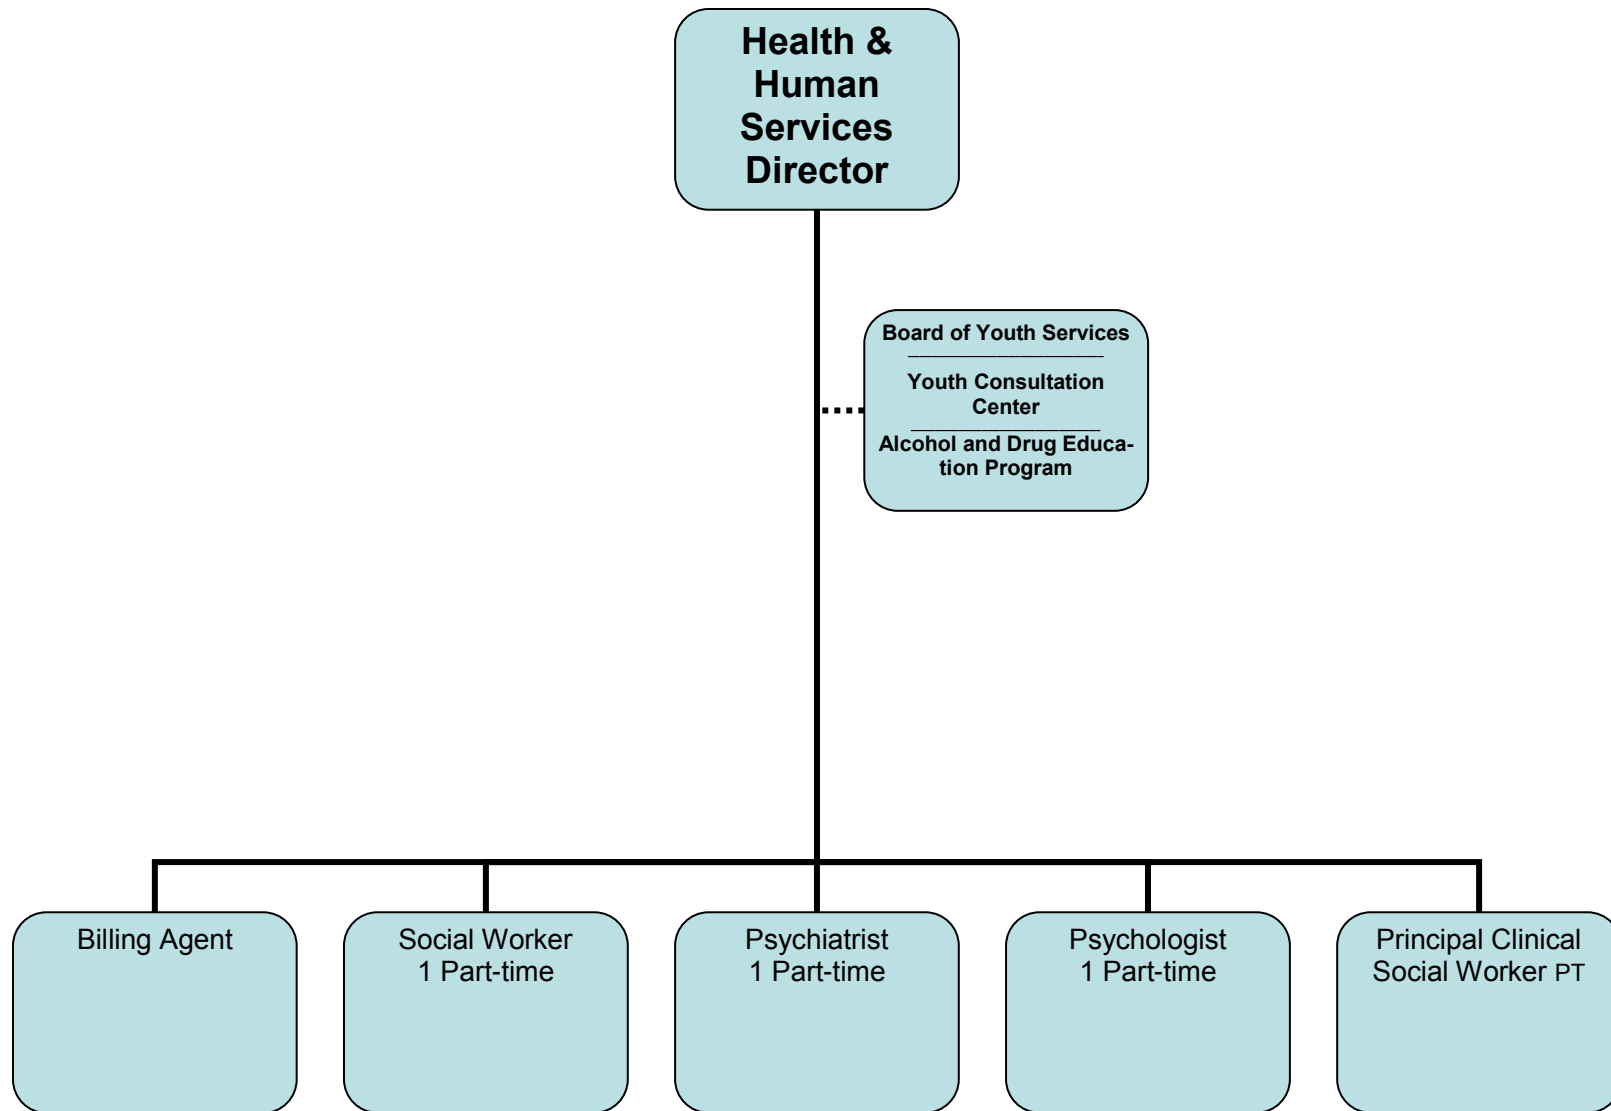 Health &
Human
Services
Director
Board of Youth Services
Youth Consultation
Center
Alcohol and Drug Educa-
tion Program
Billing Agent
Social Worker
1 Part-time
Psychiatrist
1 Part-time
Psychologist
1 Part-time
Principal Clinical
Social Worker PT